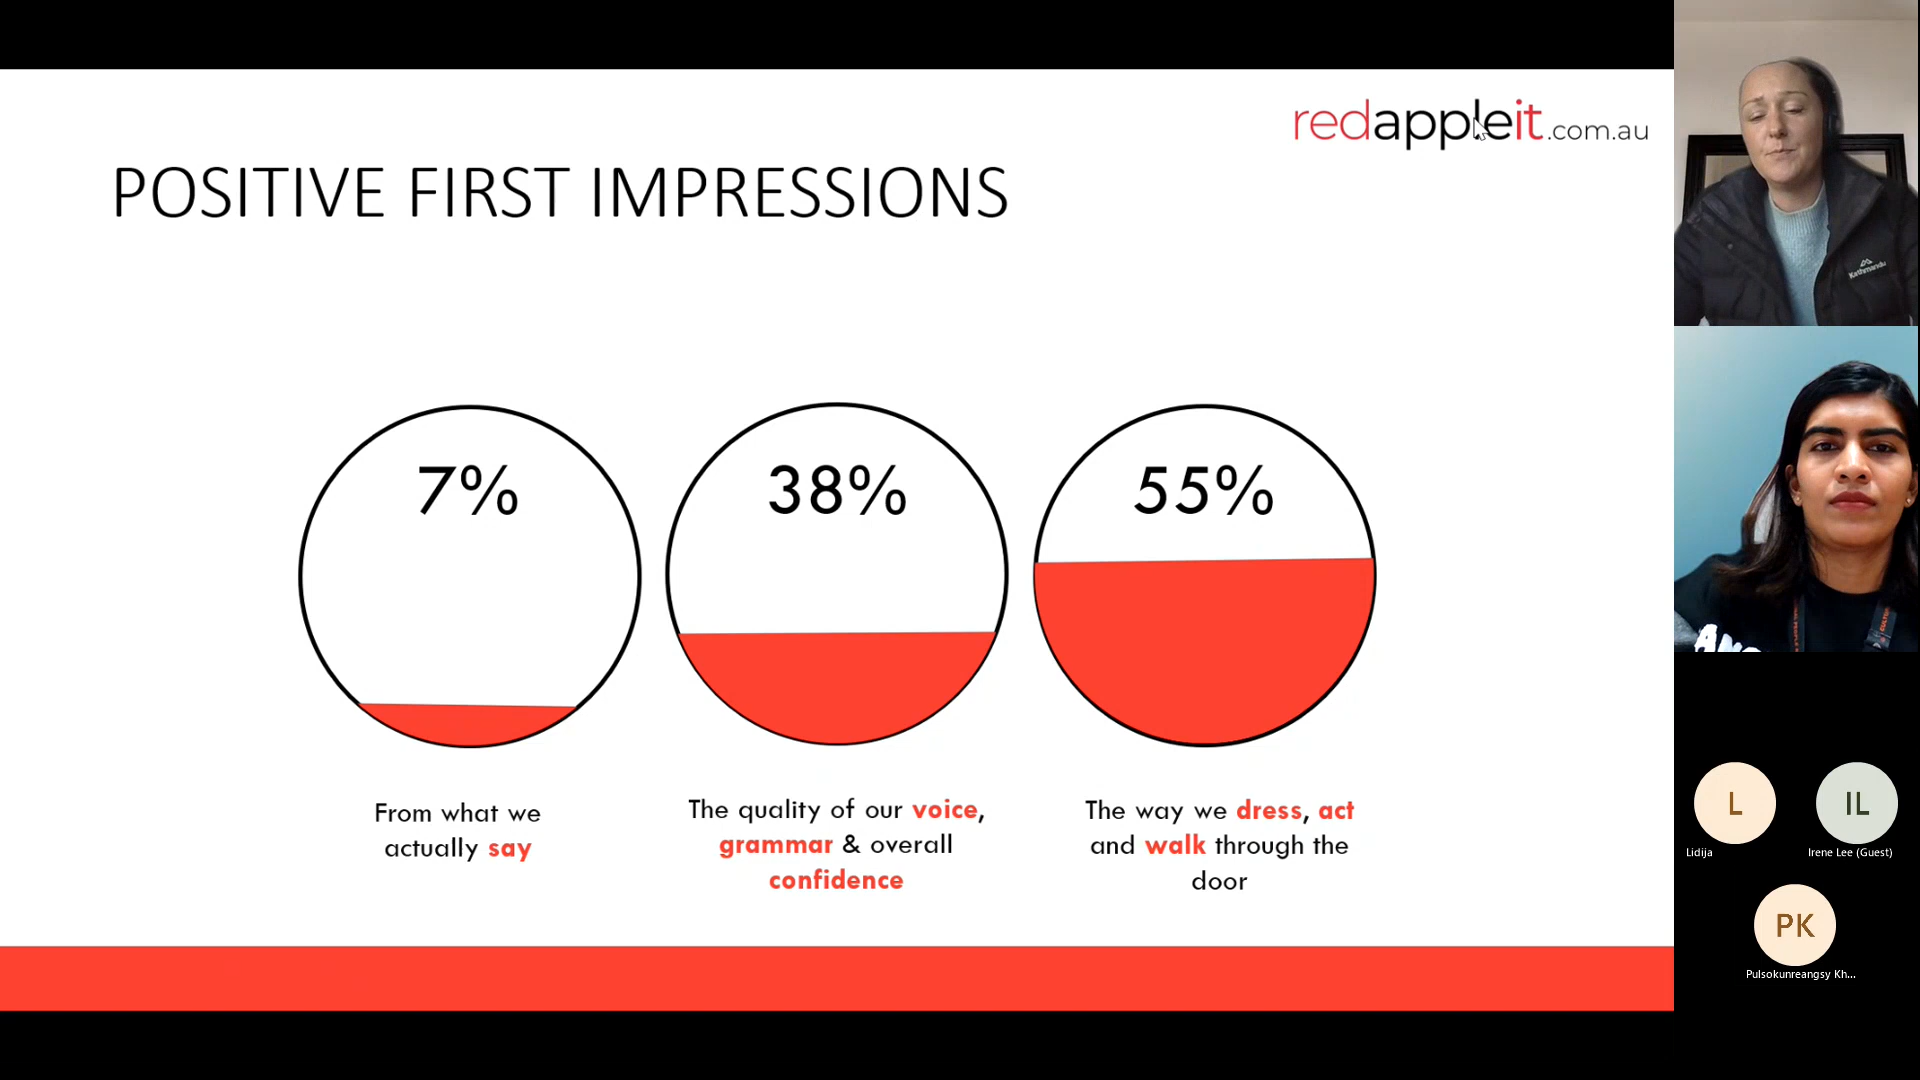 redappleit.com.au
POSITIVE FIRST IMPRESSIONS
7%
38%
55%
From what we
actually say
The quality of our voice,
grammar & overall
confidence
The way we dress, act
and walk through the
door
Kathmandu
L
IL
Lidija
Irene Lee (Guest)
PK
Pulsokunreangsy Kh...